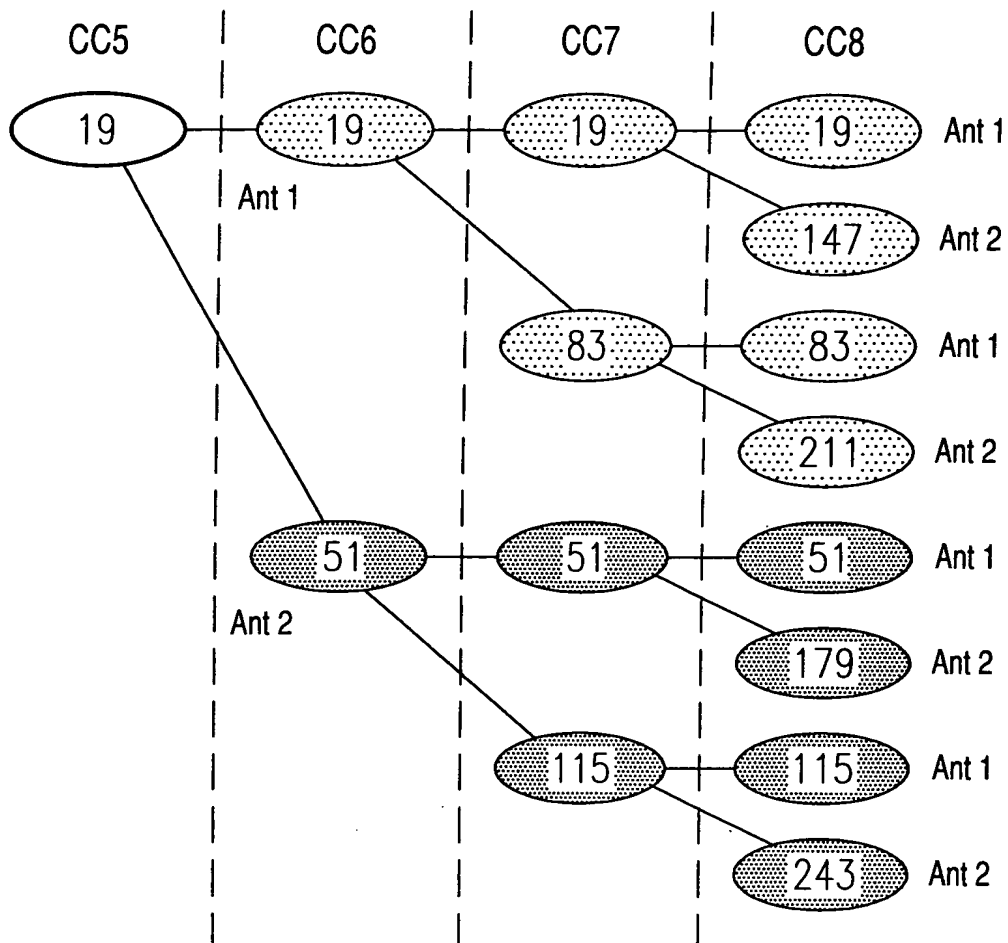 CC5 CC6 CC7 CC8
19 19 19 19 Ant 1
Ant 1
147 Ant 2
83 83 Ant 1
211 Ant 2
51 51 51 Ant 1
Ant 2
179 Ant 2
115 115 Ant 1
243 Ant 2